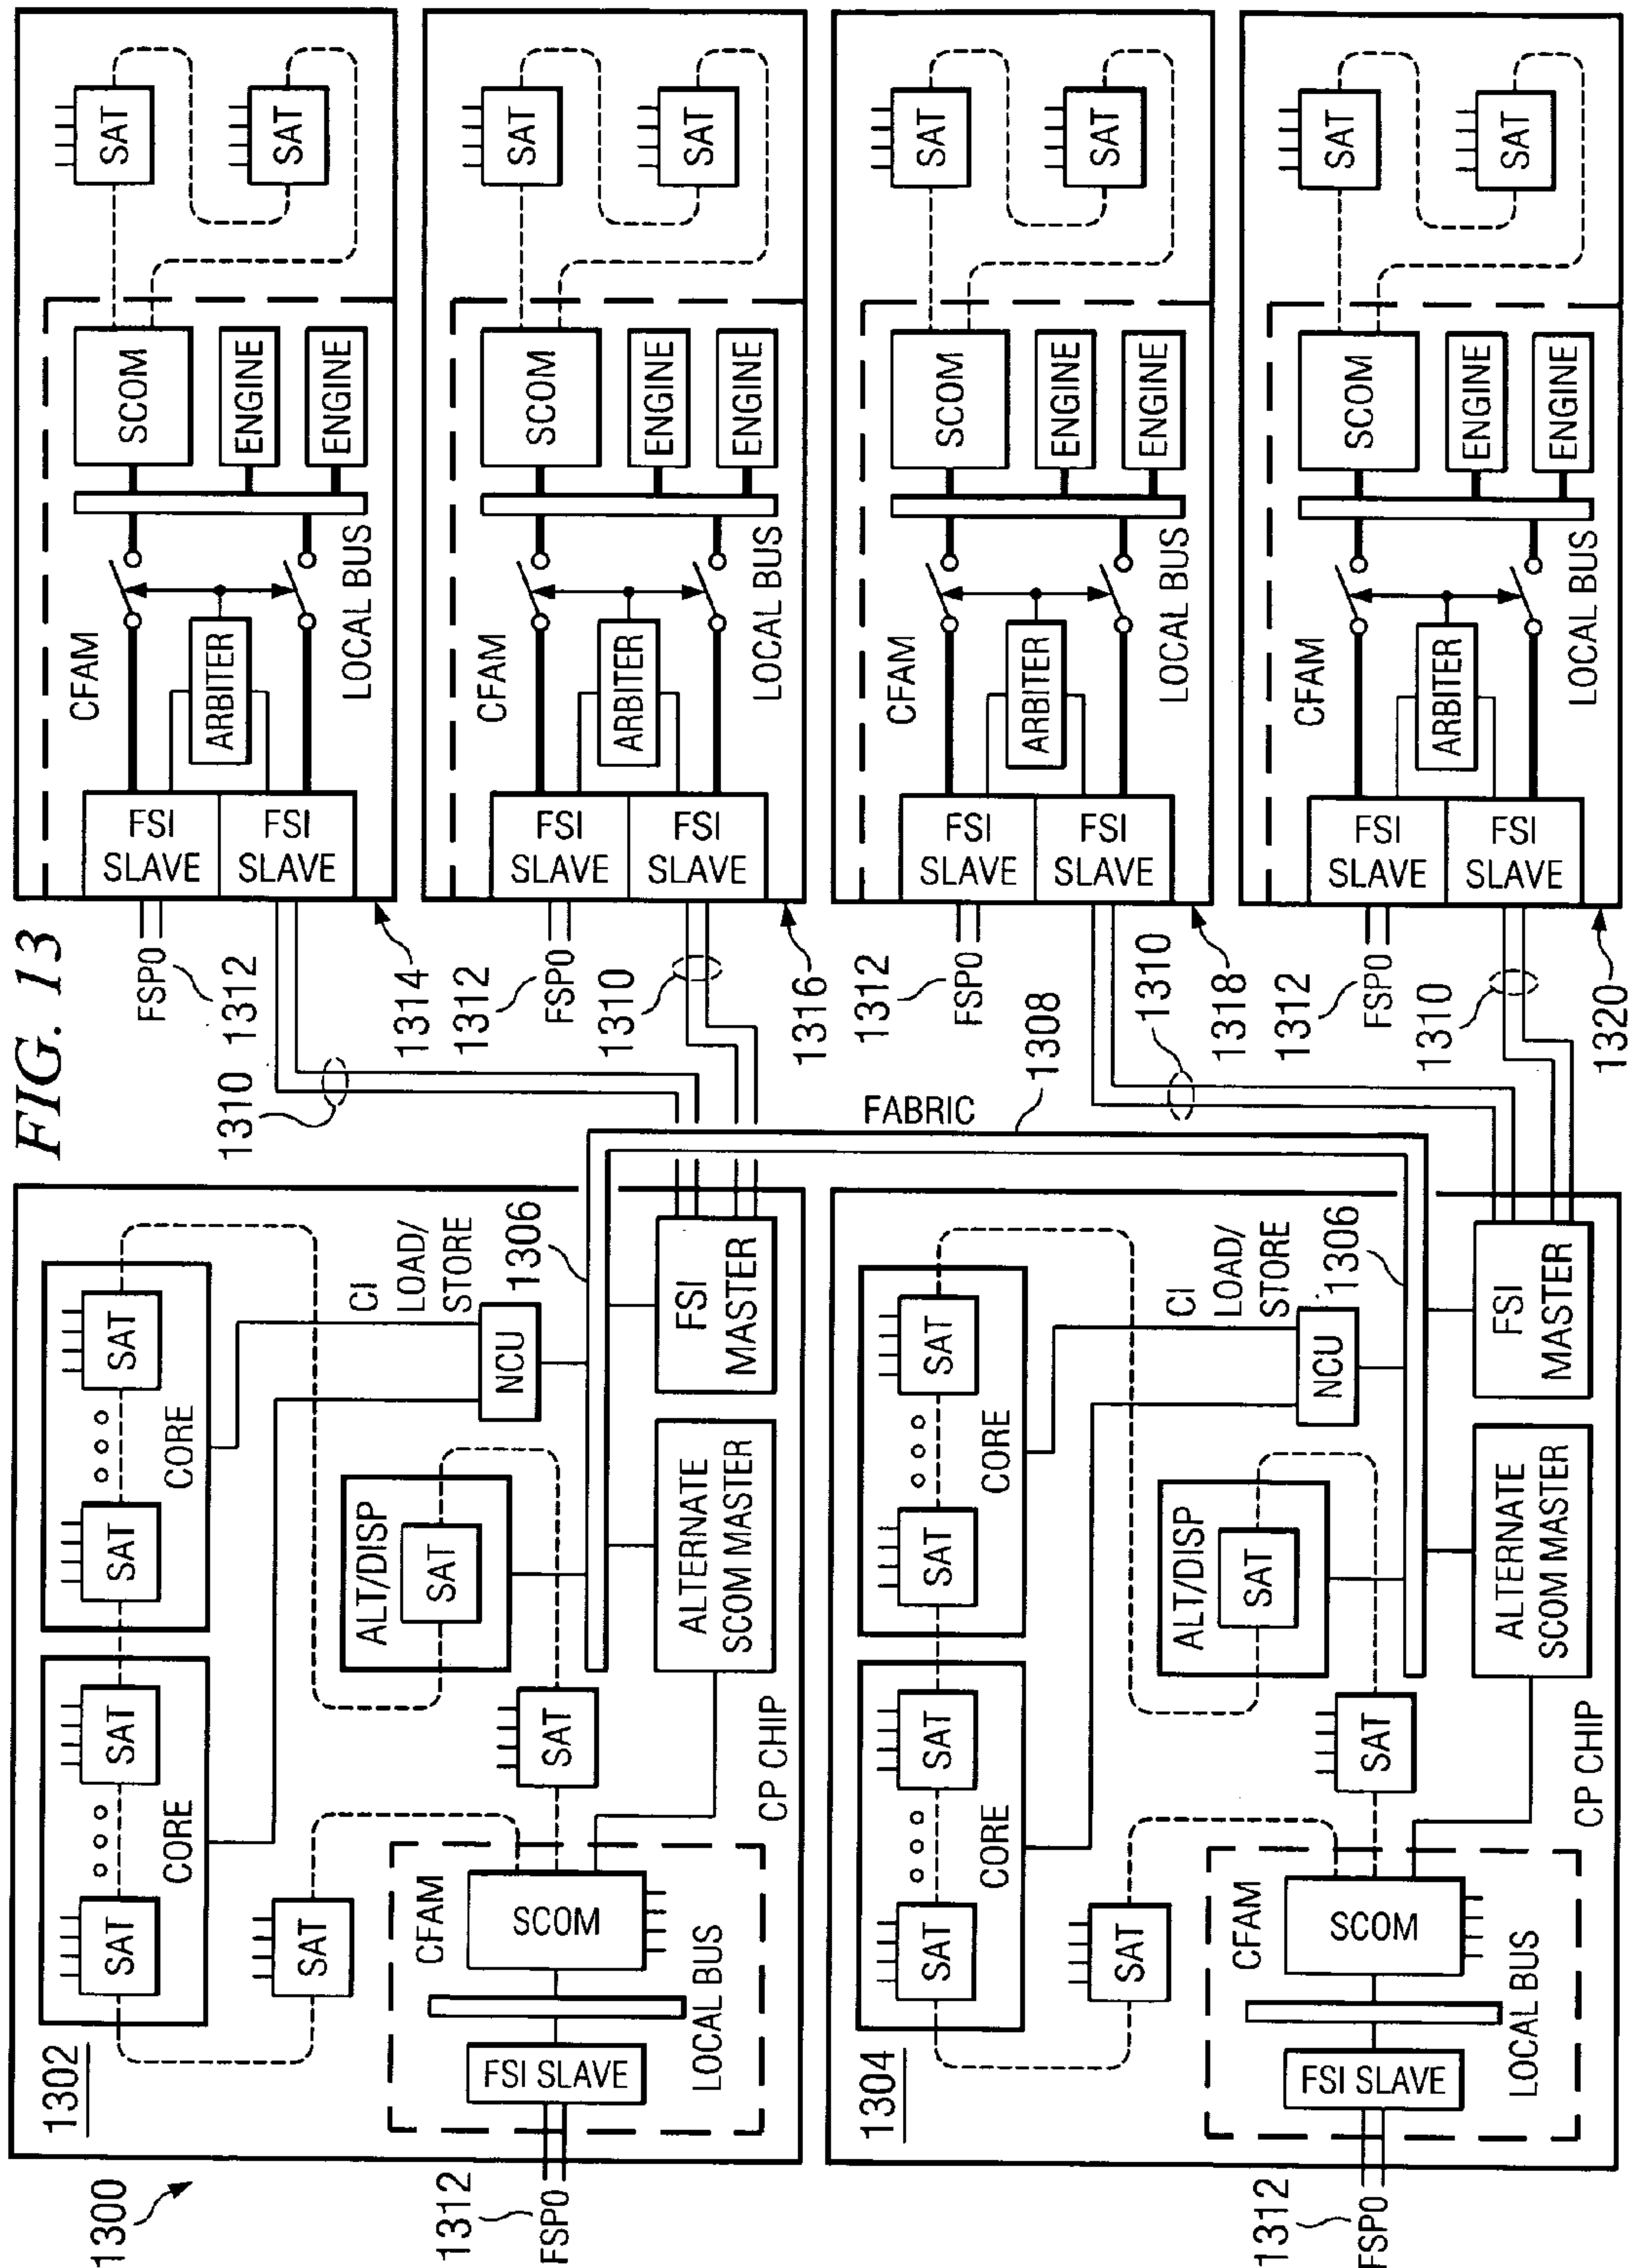 FIG. 13
1300
1302
SAT
SAT
CORE
SAT
SAT
CORE
SAT
CI
LOAD/
STORE
ALT/DISP
SAT
NCU
1306
CFAM
SCOM
SAT
FSI SLAVE
LOCAL BUS
ALTERNATE
SCOM MASTER
FSI
MASTER
CP CHIP
1312
FSP0
FABRIC
1308
1304
SAT
SAT
CORE
SAT
SAT
CORE
SAT
CI
LOAD/
STORE
ALT/DISP
SAT
NCU
1306
CFAM
SCOM
SAT
FSI SLAVE
LOCAL BUS
ALTERNATE
SCOM MASTER
FSI
MASTER
CP CHIP
1312
FSP0
FSP0
1312
1310
1314
FSI
SLAVE
FSI
SLAVE
CFAM
ARBITER
LOCAL BUS
SCOM
ENGINE
ENGINE
SAT
SAT
1312
FSP0
1310
1316
FSI
SLAVE
FSI
SLAVE
CFAM
ARBITER
LOCAL BUS
SCOM
ENGINE
ENGINE
SAT
SAT
1312
FSP0
1310
1318
FSI
SLAVE
FSI
SLAVE
CFAM
ARBITER
LOCAL BUS
SCOM
ENGINE
ENGINE
SAT
SAT
1312
FSP0
1310
1320
FSI
SLAVE
FSI
SLAVE
CFAM
ARBITER
LOCAL BUS
SCOM
ENGINE
ENGINE
SAT
SAT